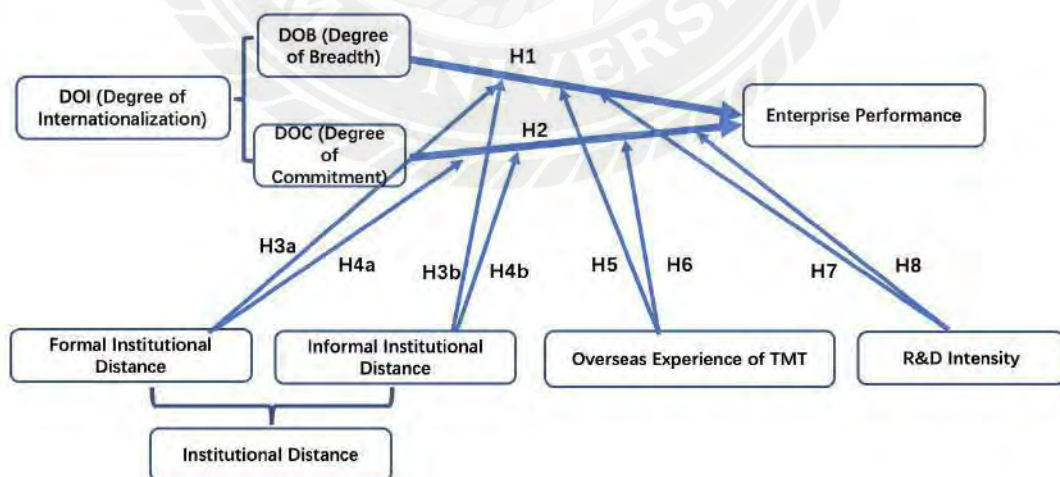 DOB (Degree
of Breadth)
H1
DOI (Degree of
Internationalization)
Enterprise Performance
H2
DOC (Degree
of
Commitment)
H3a
H4a
H3b
H4b
H5
H6
H7
H8
Formal Institutional
Distance
Informal Institutional
Distance
Overseas Experience of TMT
R&D Intensity
Institutional Distance